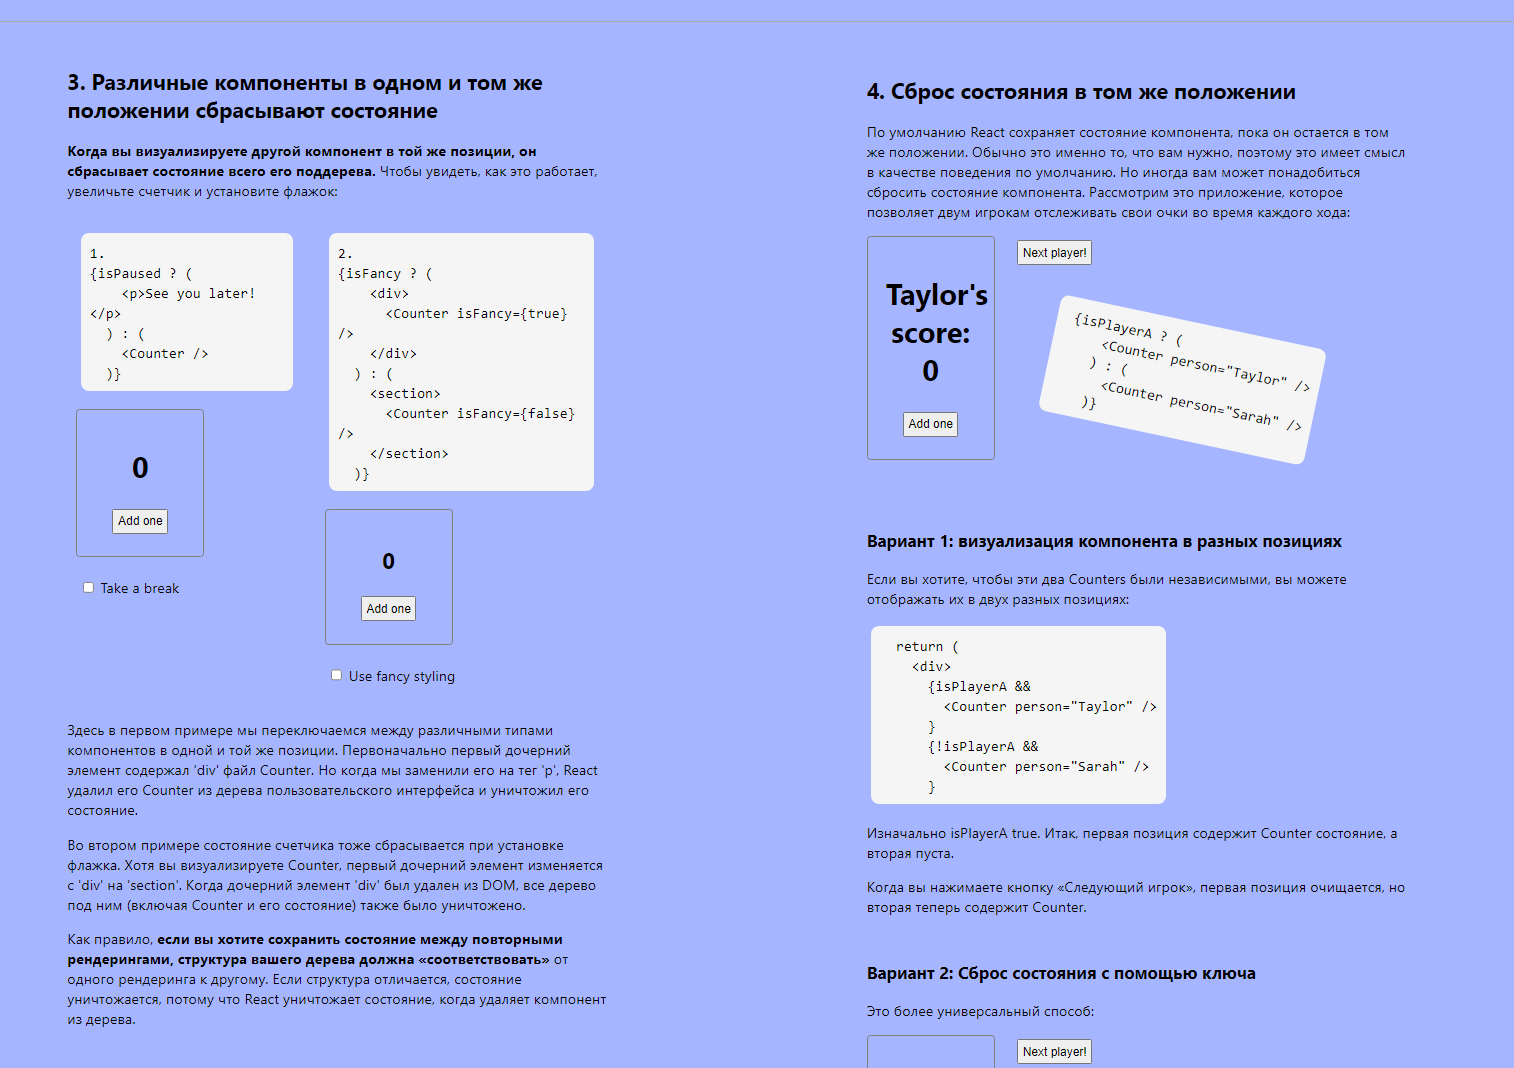 3. Различные компоненты в одном и том же
положении сбрасывают состояние
Когда вы визуализируете другой компонент в той же позиции, он
сбрасывает состояние всего его поддерева. Чтобы увидеть, как это работает,
увеличьте счетчик и установите флажок:
1.
{isPaused ? (
<p>See you later!
</p>
) : (
<Counter />
)}
0
Add one
Take a break
2.
{isFancy ? (
<div>
<Counter isFancy={true}
/>
</div>
) : (
<section>
<Counter isFancy={false}
/>
</section>
)}
0
Add one
Use fancy styling
Здесь в первом примере мы переключаемся между различными типами
компонентов в одной и той же позиции. Первоначально первый дочерний
элемент содержал 'div' файл Counter. Но когда мы заменили его на тег 'p', React
удалил его Counter из дерева пользовательского интерфейса и уничтожил его
состояние.
Во втором примере состояние счетчика тоже сбрасывается при установке
флажка. Хотя вы визуализируете Counter, первый дочерний элемент изменяется
с 'div' на 'section'. Когда дочерний элемент 'div' был удален из DOM, все дерево
под ним (включая Counter и его состояние) также было уничтожено.
Как правило, если вы хотите сохранить состояние между повторными
рендерингами, структура вашего дерева должна «соответствовать» от
одного рендеринга к другому. Если структура отличается, состояние
уничтожается, потому что React уничтожает состояние, когда удаляет компонент
из дерева.
4. Сброс состояния в том же положении
По умолчанию React сохраняет состояние компонента, пока он остается в том
же положении. Обычно это именно то, что вам нужно, поэтому это имеет смысл
в качестве поведения по умолчанию. Но иногда вам может понадобиться
сбросить состояние компонента. Рассмотрим это приложение, которое
позволяет двум игрокам отслеживать свои очки во время каждого хода:
Taylor's
score:
0
Add one
Next player!
{isPlayerA ? (
<Counter person="Taylor" />
) : (
<Counter person="Sarah" />
)}
Вариант 1: визуализация компонента в разных позициях
Если вы хотите, чтобы эти два Counters были независимыми, вы можете
отображать их в двух разных позициях:
return (
<div>
{isPlayerA &&
<Counter person="Taylor" />
}
{!isPlayerA &&
<Counter person="Sarah" />
}
Изначально isPlayerA true. Итак, первая позиция содержит Counter состояние, а
вторая пуста.
Когда вы нажимаете кнопку «Следующий игрок», первая позиция очищается, но
вторая теперь содержит Counter.
Вариант 2: Сброс состояния с помощью ключа
Это более универсальный способ:
Next player!